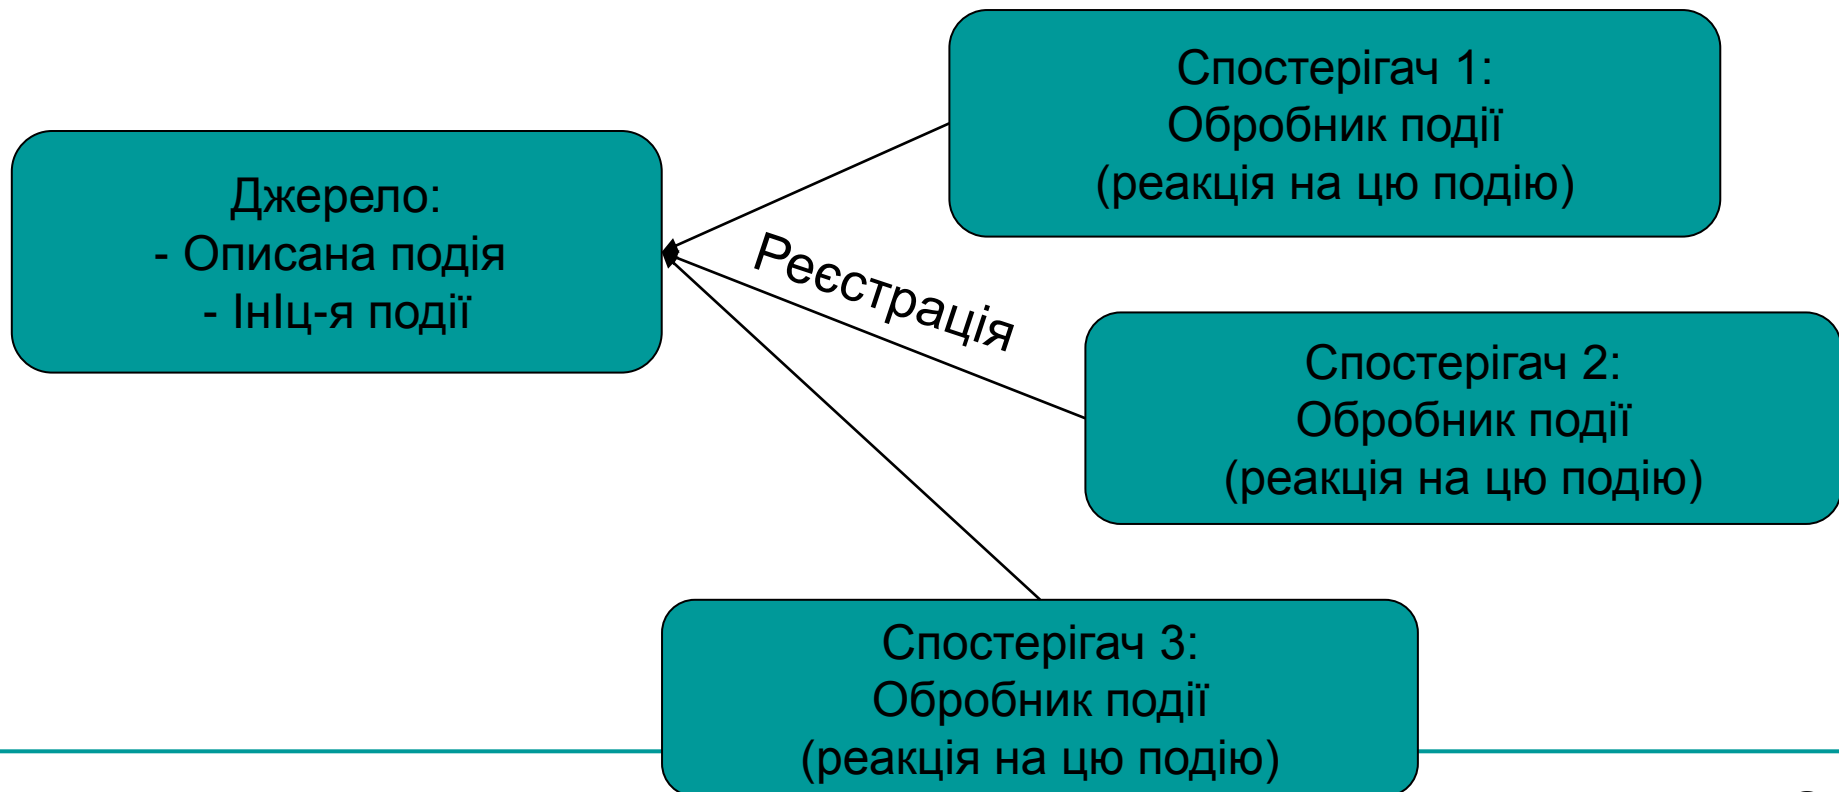 Джерело:
- Описана подія
- ІнІц-я події
Спостерігач 1:
Обробник події
(реакція на цю подію)
Реєстрація
Спостерігач 2:
Обробник події
(реакція на цю подію)
Спостерігач 3:
Обробник події
(реакція на цю подію)